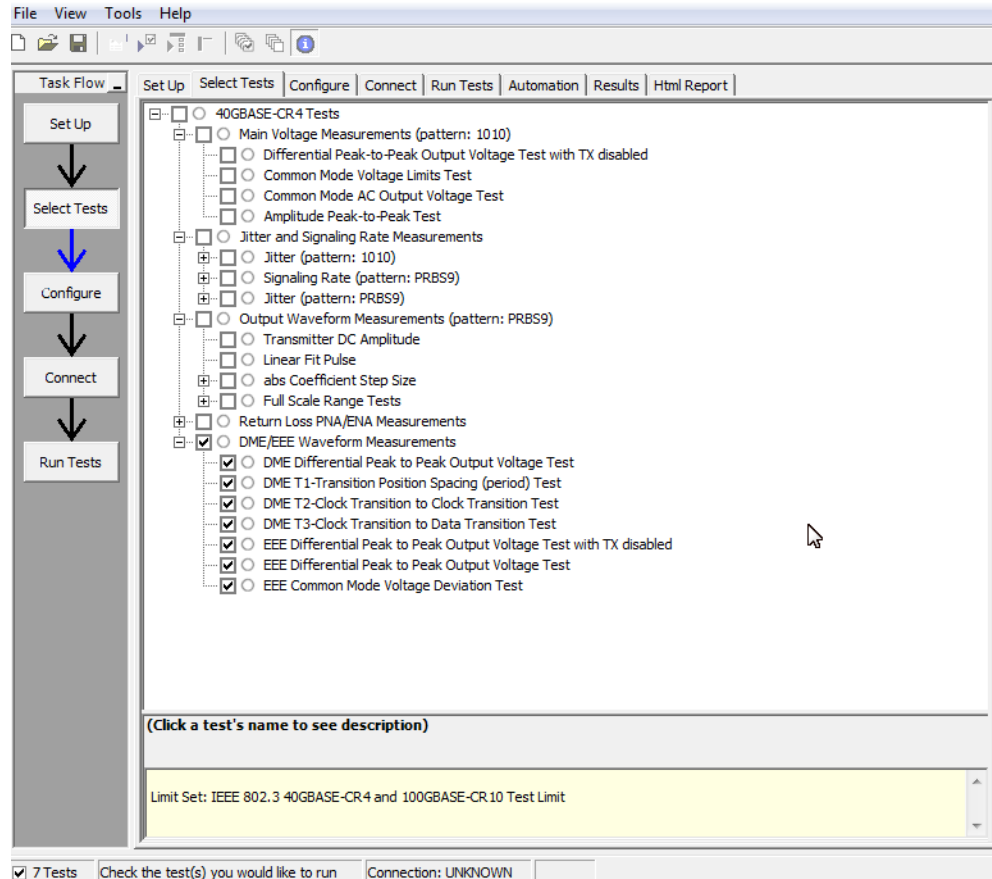 File View Tools Help
Task Flow
Set Up
Select Tests
Configure
Connect
Run Tests
Set Up Select Tests Configure Connect Run Tests Automation Results Html Report
40GBASE-CR4 Tests
Main Voltage Measurements (pattern: 1010)
Differential Peak-to-Peak Output Voltage Test with TX disabled
Common Mode Voltage Limits Test
Common Mode AC Output Voltage Test
Amplitude Peak-to-Peak Test
Jitter and Signaling Rate Measurements
Jitter (pattern: 1010)
Signaling Rate (pattern: PRBS9)
Jitter (pattern: PRBS9)
Output Waveform Measurements (pattern: PRBS9)
Transmitter DC Amplitude
Linear Fit Pulse
abs Coefficient Step Size
Full Scale Range Tests
Return Loss PNA/ENA Measurements
DME/EEE Waveform Measurements
DME Differential Peak to Peak Output Voltage Test
DME T1-Transition Position Spacing (period) Test
DME T2-Clock Transition to Clock Transition Test
DME T3-Clock Transition to Data Transition Test
EEE Differential Peak to Peak Output Voltage Test with TX disabled
EEE Differential Peak to Peak Output Voltage Test
EEE Common Mode Voltage Deviation Test
(Click a test's name to see description)
Limit Set: IEEE 802.3 40GBASE-CR4 and 100GBASE-CR10 Test Limit
7 Tests Check the test(s) you would like to run Connection: UNKNOWN